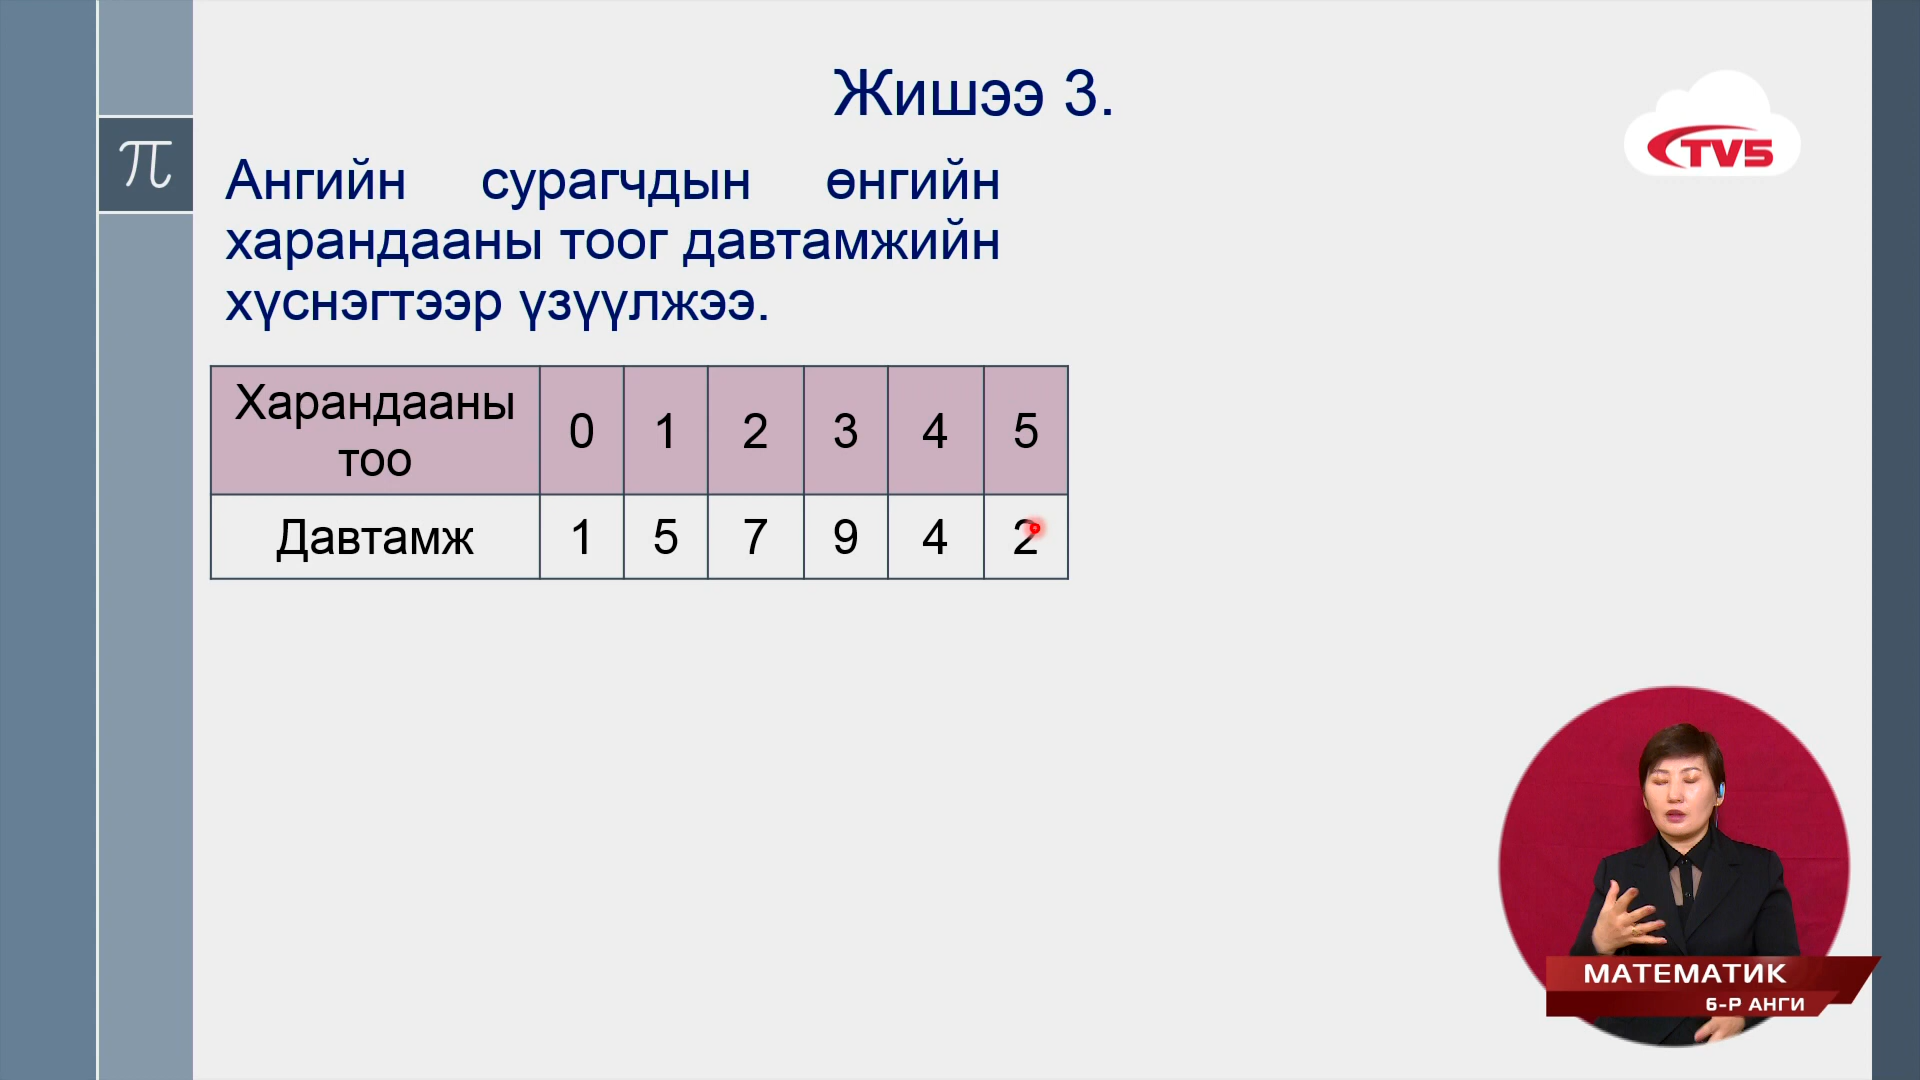 Жишээ 3.
π
TV5
Ангийн сурагчдын өнгийн
харандааны тоог давтамжийн
хүснэгтээр үзүүлжээ.
Харандааны
тоо
0 1 2 3 4 5
Давтамж 1 5 7 9 4 2
МАТЕМАТИК
6-Р АНГИ